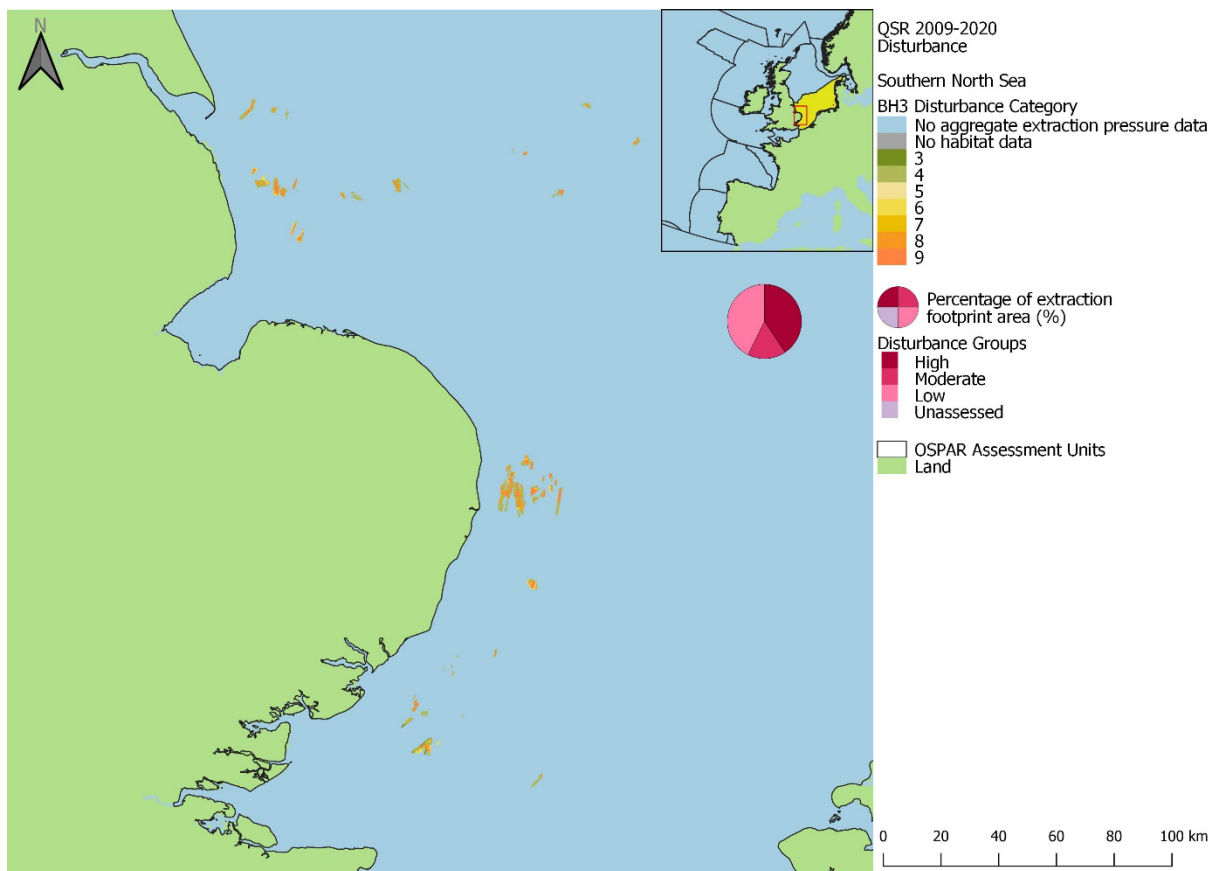 N
QSR 2009-2020
Disturbance
Southern North Sea
BH3 Disturbance Category
No aggregate extraction pressure data
No habitat data
3
4
5
6
7
8
9
Percentage of extraction
footprint area (%)
Disturbance Groups
High
Moderate
Low
Unassessed
OSPAR Assessment Units
Land
0 20 40 60 80 100 km